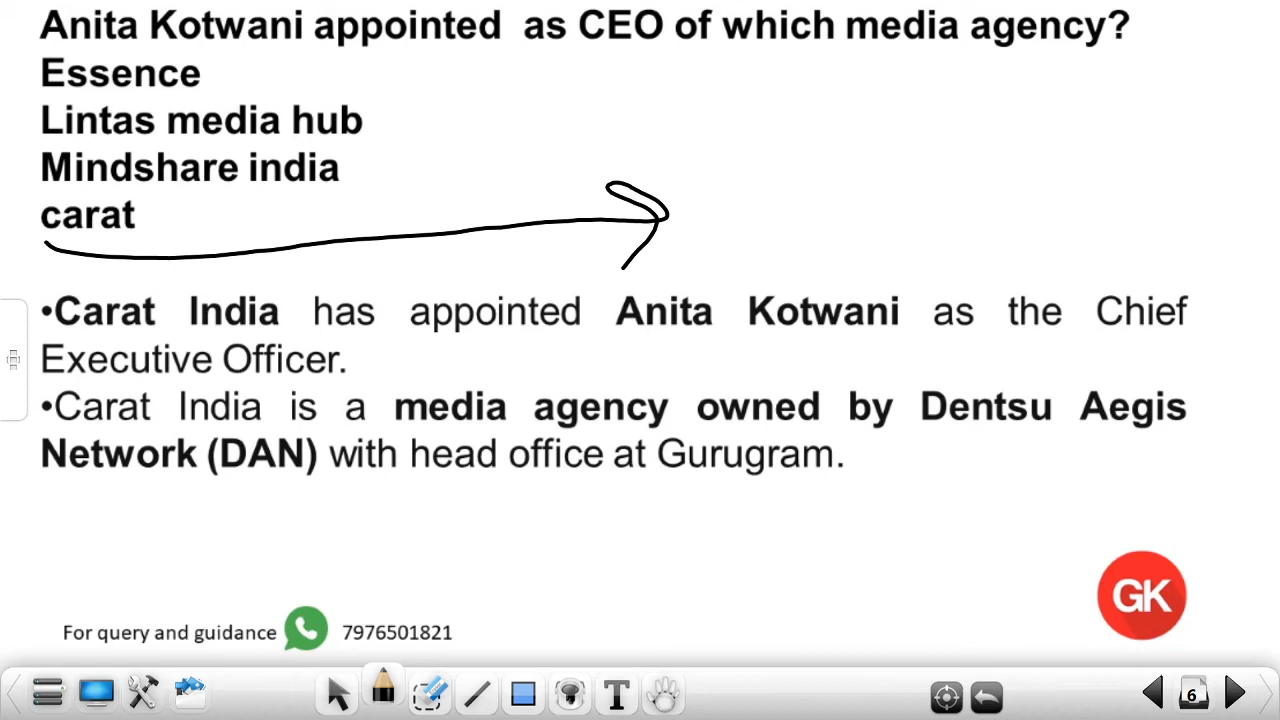 Anita Kotwani appointed as CEO of which media agency?
Essence
Lintas media hub
Mindshare india
carat
•Carat India has appointed Anita Kotwani as the Chief
Executive Officer.
•Carat India is a media agency owned by Dentsu Aegis
Network (DAN) with head office at Gurugram.
GK
For query and guidance 7976501821
T
6